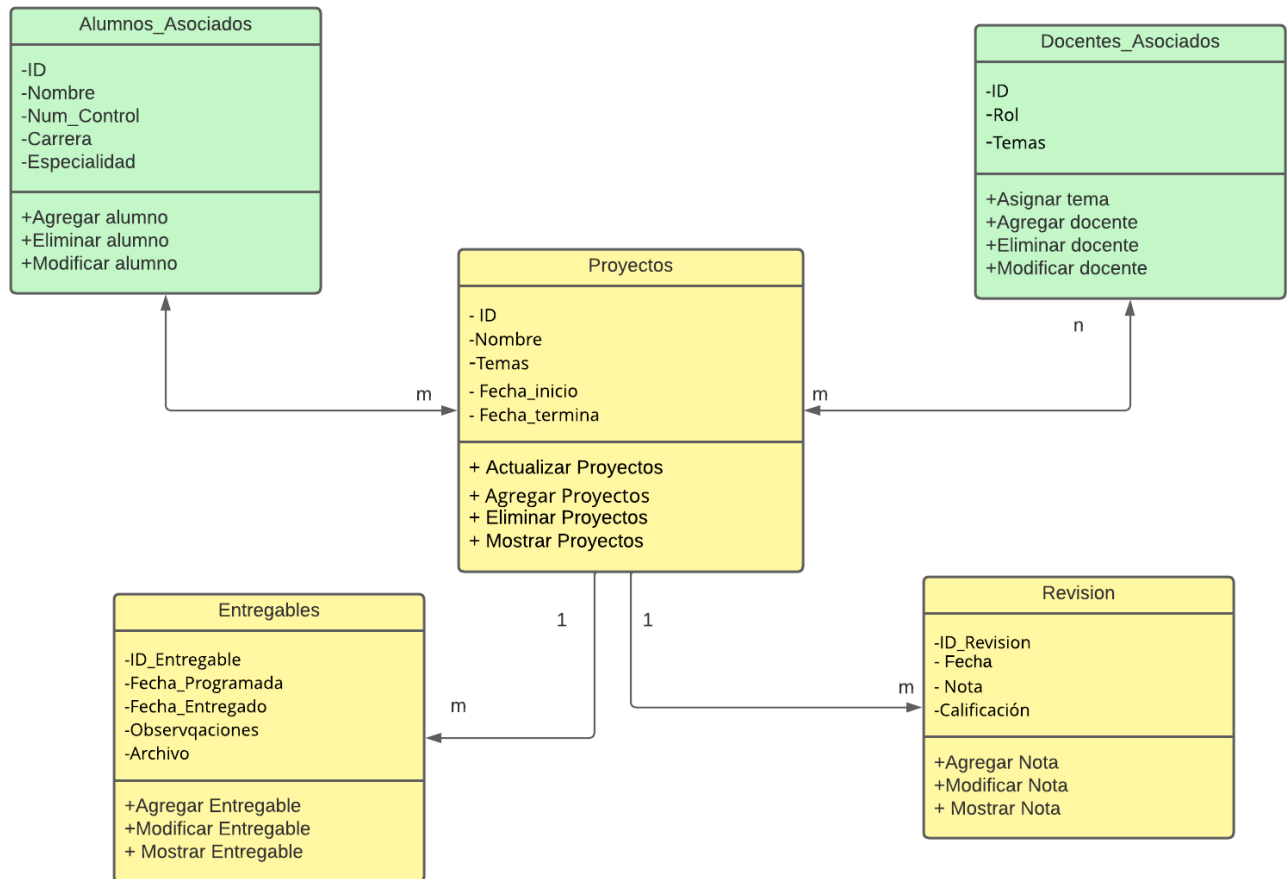 Alumnos_Asociados
-ID
-Nombre
-Num_Control
-Carrera
-Especialidad
+Agregar alumno
+Eliminar alumno
+Modificar alumno
Docentes_Asociados
-ID
-Rol
-Temas
+Asignar tema
+Agregar docente
+Eliminar docente
+Modificar docente
n
m
m
Proyectos
- ID
-Nombre
-Temas
- Fecha_inicio
- Fecha_termina
+ Actualizar Proyectos
+ Agregar Proyectos
+ Eliminar Proyectos
+ Mostrar Proyectos
1
1
m
m
Entregables
-ID_Entregable
-Fecha_Programada
-Fecha_Entregado
-Observqaciones
-Archivo
+Agregar Entregable
+Modificar Entregable
+ Mostrar Entregable
Revision
-ID_Revision
- Fecha
- Nota
-Calificación
+Agregar Nota
+Modificar Nota
+ Mostrar Nota